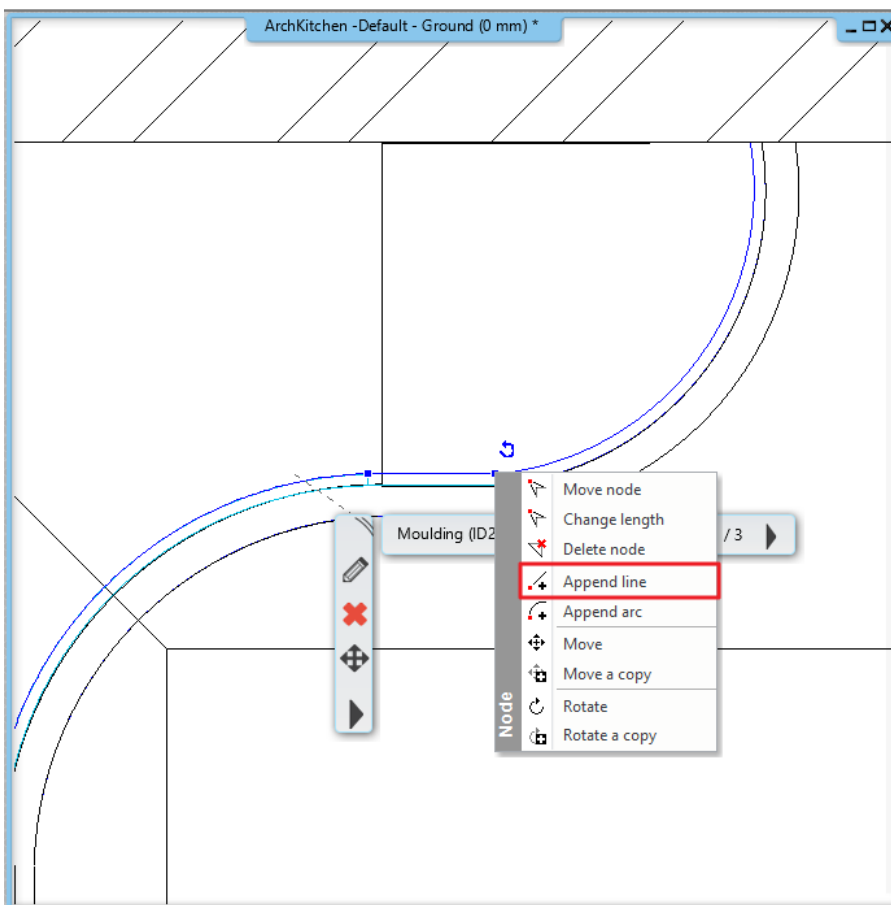 ArchKitchen -Default - Ground (0 mm) *
Moulding (ID2
/ 3
Move node
Change length
Delete node
Append line
Append arc
Move
Move a copy
Rotate
Rotate a copy
Node